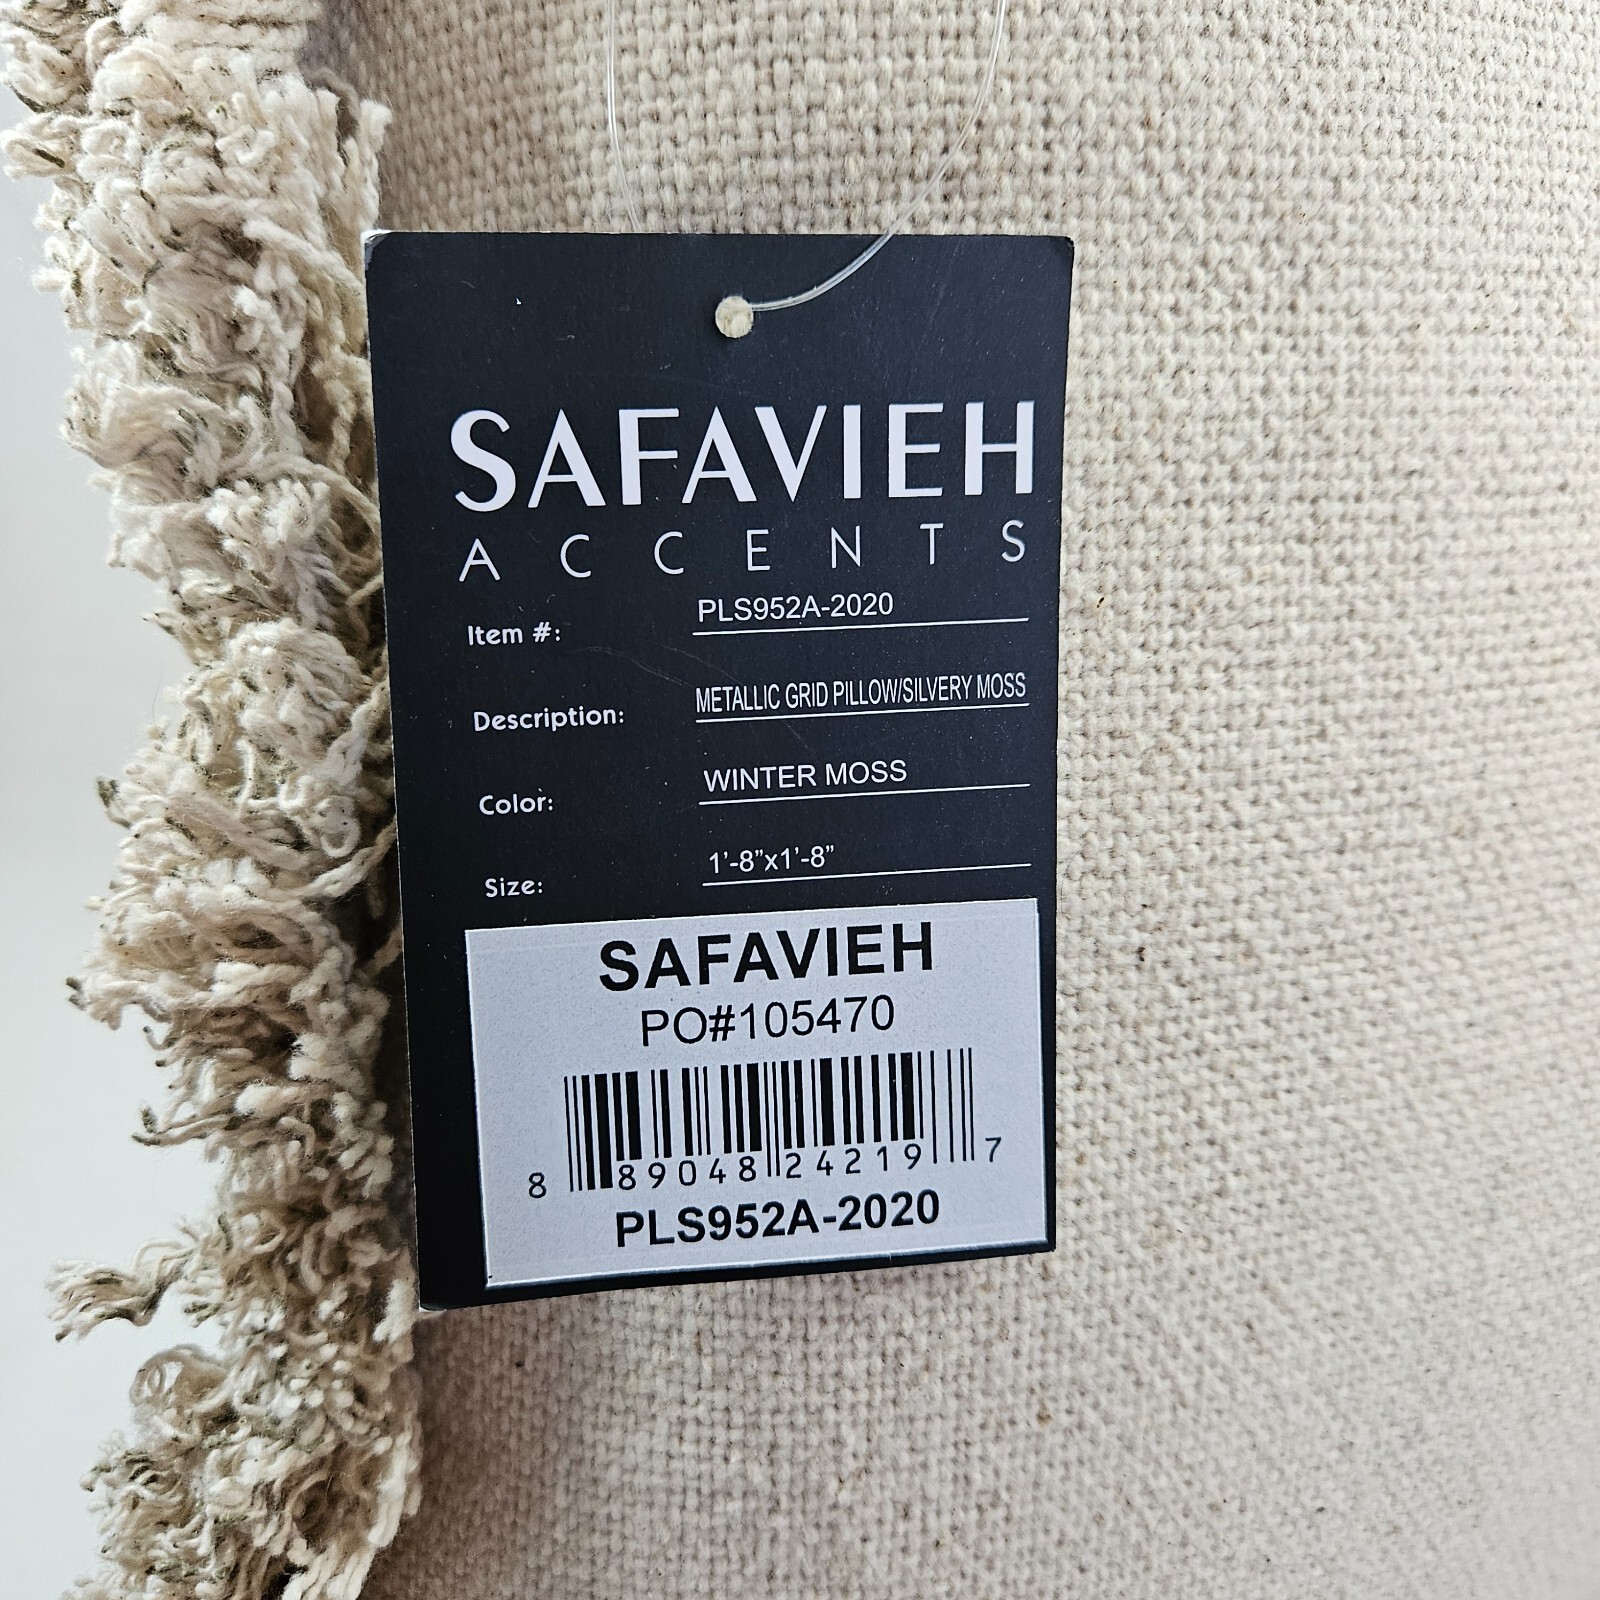 SAFAVIEH
ACCENTS
Item #: PLS952A-2020
Description: METALLIC GRID PILLOW/SILVERY MOSS
Color: WINTER MOSS
Size: 1'-8"x1'-8"
SAFAVIEH
PO#105470
8 89048 24219 7
PLS952A-2020